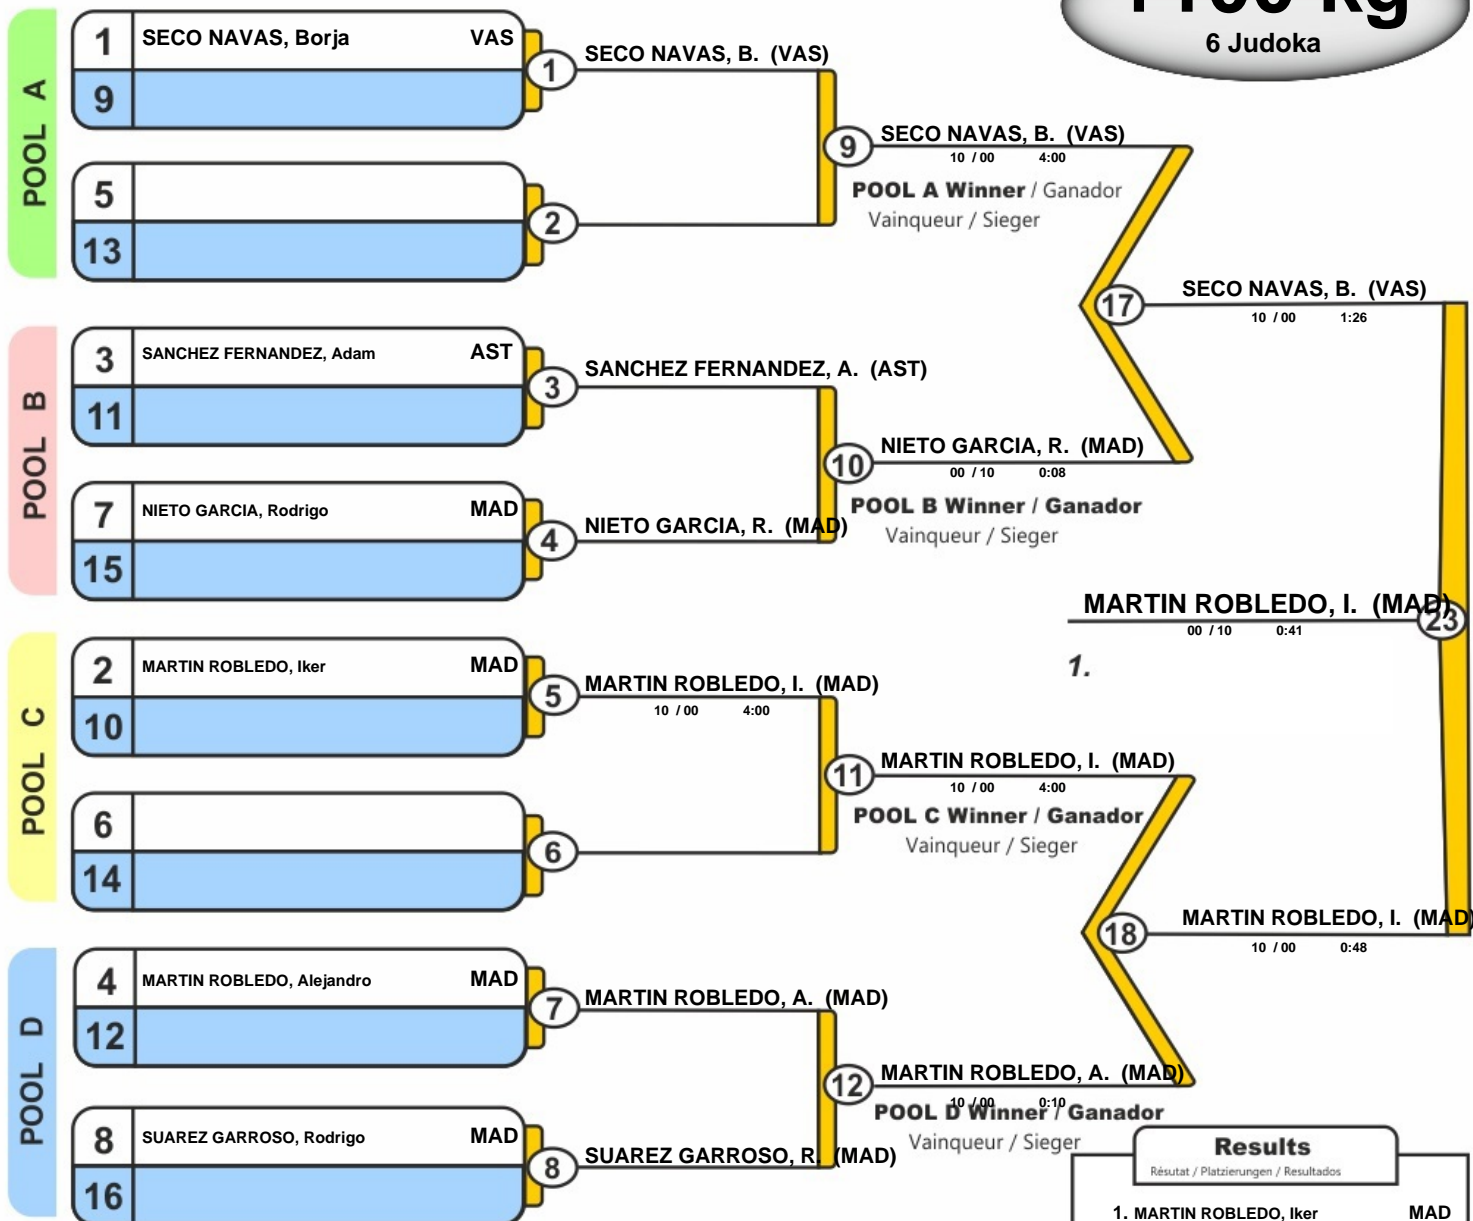 6 Judoka
POOL A
1 SECO NAVAS, Borja VAS
9
5
13
1 SECO NAVAS, B. (VAS)
2
9 SECO NAVAS, B. (VAS)
10 / 00 4:00
POOL A Winner / Ganador
Vainqueur / Sieger
POOL B
3 SANCHEZ FERNANDEZ, Adam AST
11
7 NIETO GARCIA, Rodrigo MAD
15
3 SANCHEZ FERNANDEZ, A. (AST)
4 NIETO GARCIA, R. (MAD)
10 NIETO GARCIA, R. (MAD)
00 / 10 0:08
POOL B Winner / Ganador
Vainqueur / Sieger
17 SECO NAVAS, B. (VAS)
10 / 00 1:26
MARTIN ROBLEDO, I. (MAD) 23
00 / 10 0:41
1.
POOL C
2 MARTIN ROBLEDO, Iker MAD
10
6
14
5 MARTIN ROBLEDO, I. (MAD)
10 / 00 4:00
6
11 MARTIN ROBLEDO, I. (MAD)
10 / 00 4:00
POOL C Winner / Ganador
Vainqueur / Sieger
POOL D
4 MARTIN ROBLEDO, Alejandro MAD
12
8 SUAREZ GARROSO, Rodrigo MAD
16
7 MARTIN ROBLEDO, A. (MAD)
8 SUAREZ GARROSO, R. (MAD)
12 MARTIN ROBLEDO, A. (MAD)
10 / 00 0:10
POOL D Winner / Ganador
Vainqueur / Sieger
18 MARTIN ROBLEDO, I. (MAD)
10 / 00 0:48
Results
Résutat / Platzierungen / Resultados
1. MARTIN ROBLEDO, Iker MAD